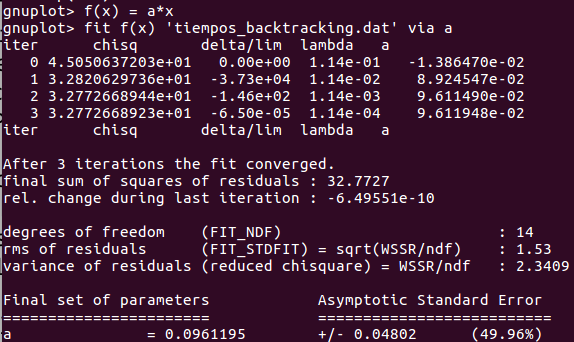 gnuplot> f(x) = a*x
gnuplot> fit f(x) 'tiempos_backtracking.dat' via a
iter      chisq       delta/lim  lambda   a
   0 4.5050637203e+01   0.00e+00  1.14e-01   -1.386470e-02
   1 3.2820629736e+01  -3.73e+04  1.14e-02    8.924547e-02
   2 3.2772668944e+01  -1.46e+02  1.14e-03    9.611490e-02
   3 3.2772668923e+01  -6.50e-05  1.14e-04    9.611948e-02
iter      chisq       delta/lim  lambda   a
After 3 iterations the fit converged.
final sum of squares of residuals : 32.7727
rel. change during last iteration : -6.49551e-10
degrees of freedom    (FIT_NDF)                        : 14
rms of residuals      (FIT_STDFIT) = sqrt(WSSR/ndf)    : 1.53
variance of residuals (reduced chisquare) = WSSR/ndf   : 2.3409
Final set of parameters            Asymptotic Standard Error
=======================            ==========================
a               = 0.0961195        +/- 0.04802      (49.96%)